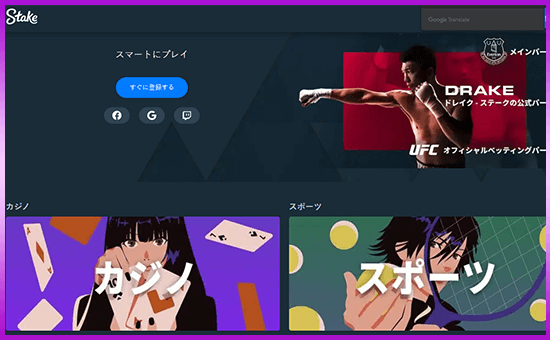 Stake
Google Translate
スマートにプレイ
すぐに登録する
Everton
メインパー
DRAKE
ドレイク - ステークの公式パー
UFC オフィシャルベッティングパー
カジノ
スポーツ
カジノ
スポーツ